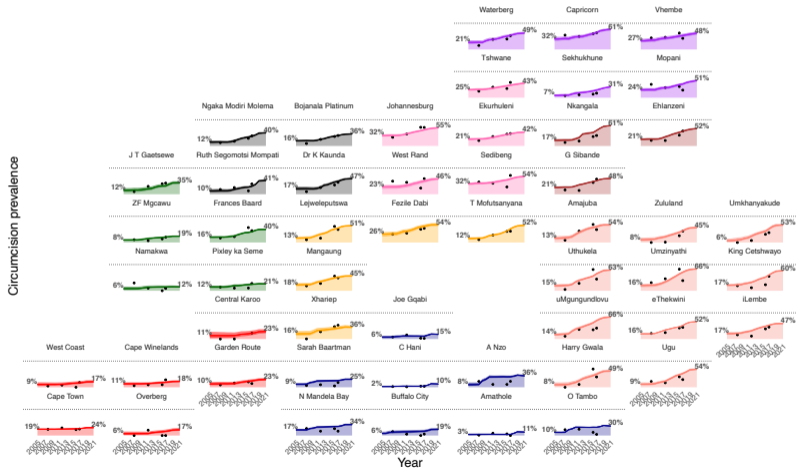 Waterberg Capricorn Vhembe
21% 49% 32% 61% 27% 48%
Tshwane Sekhukhune Mopani
25% 43% 7% 31% 24% 51%
Ngaka Modiri Molema Bojanala Platinum Johannesburg Ekurhuleni Nkangala Ehlanzeni
12% 40% 16% 36% 32% 55% 21% 42% 17% 51% 21% 52%
J T Gaetsewe Ruth Segomotsi Mompati Dr K Kaunda West Rand Sedibeng G Sibande
12% 35% 10% 41% 17% 47% 23% 46% 32% 54% 21% 48%
ZF Mgcawu Frances Baard Lejweleputswa Fezile Dabi T Mofutsanyana Amajuba Zululand Umkhanyakude
8% 19% 16% 40% 13% 51% 26% 54% 12% 52% 13% 54% 8% 45% 6% 53%
Namakwa Pixley ka Seme Mangaung Uthukela Umzinyathi King Cetshwayo
6% 12% 12% 21% 18% 45% 15% 63% 16% 66% 17% 60%
Central Karoo Xhariep Joe Gqabi uMgungundlovu eThekwini iLembe
11% 23% 16% 36% 6% 15% 14% 66% 16% 52% 17% 47%
West Coast Cape Winelands Garden Route Sarah Baartman C Hani A Nzo Harry Gwala Ugu
9% 17% 11% 18% 10% 23% 9% 25% 2% 10% 8% 36% 8% 49% 9% 54%
Cape Town Overberg N Mandela Bay Buffalo City Amathole O Tambo
19% 24% 6% 17% 17% 34% 6% 19% 3% 11% 10% 30%
2005 2007 2009 2011 2013 2015 2017 2019 2021
Circumcision prevalence
Year